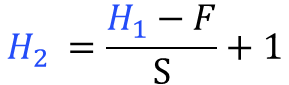 H₂ = (H₁ − F) / S + 1